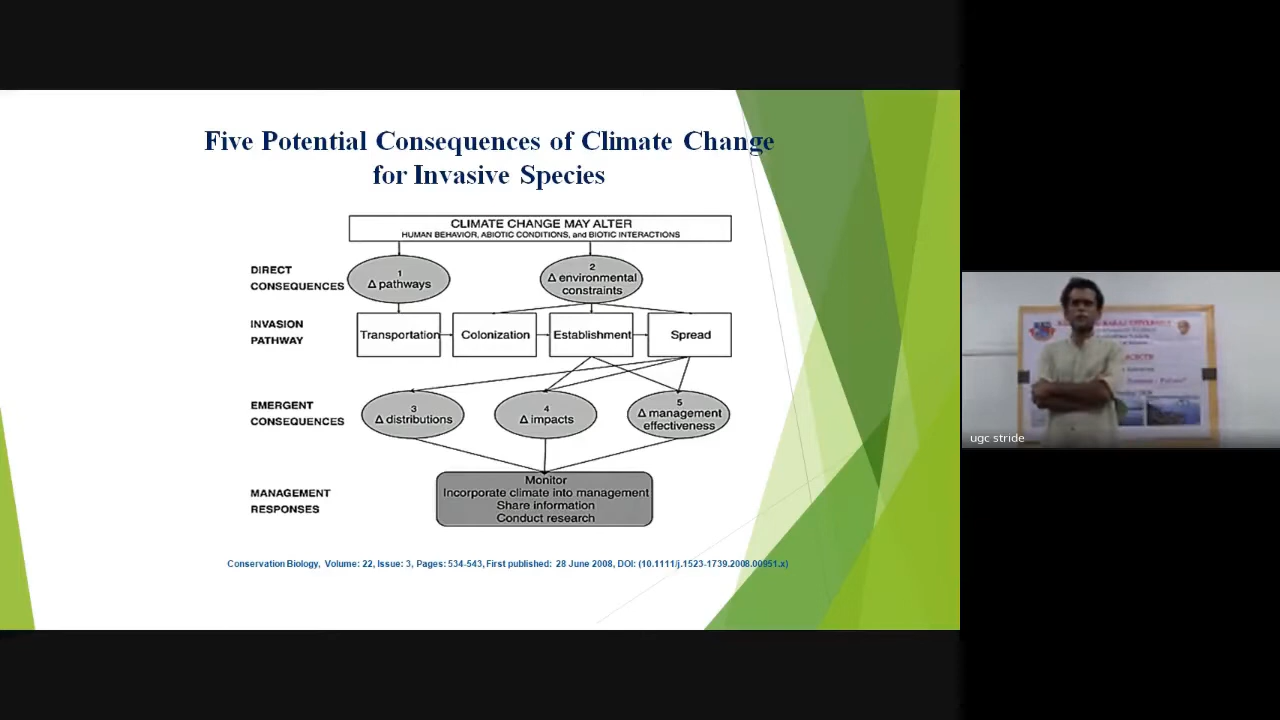 Five Potential Consequences of Climate Change
for Invasive Species
CLIMATE CHANGE MAY ALTER
HUMAN BEHAVIOR, ABIOTIC CONDITIONS, and BIOTIC INTERACTIONS
DIRECT
CONSEQUENCES
1
Δ pathways
2
Δ environmental
constraints
INVASION
PATHWAY
Transportation
Colonization
Establishment
Spread
EMERGENT
CONSEQUENCES
3
Δ distributions
4
Δ impacts
5
Δ management
effectiveness
MANAGEMENT
RESPONSES
Monitor
Incorporate climate into management
Share information
Conduct research
Conservation Biology, Volume: 22, Issue: 3, Pages: 534-543, First published: 28 June 2008, DOI: (10.1111/j.1523-1739.2008.00951.x)
ugc stride